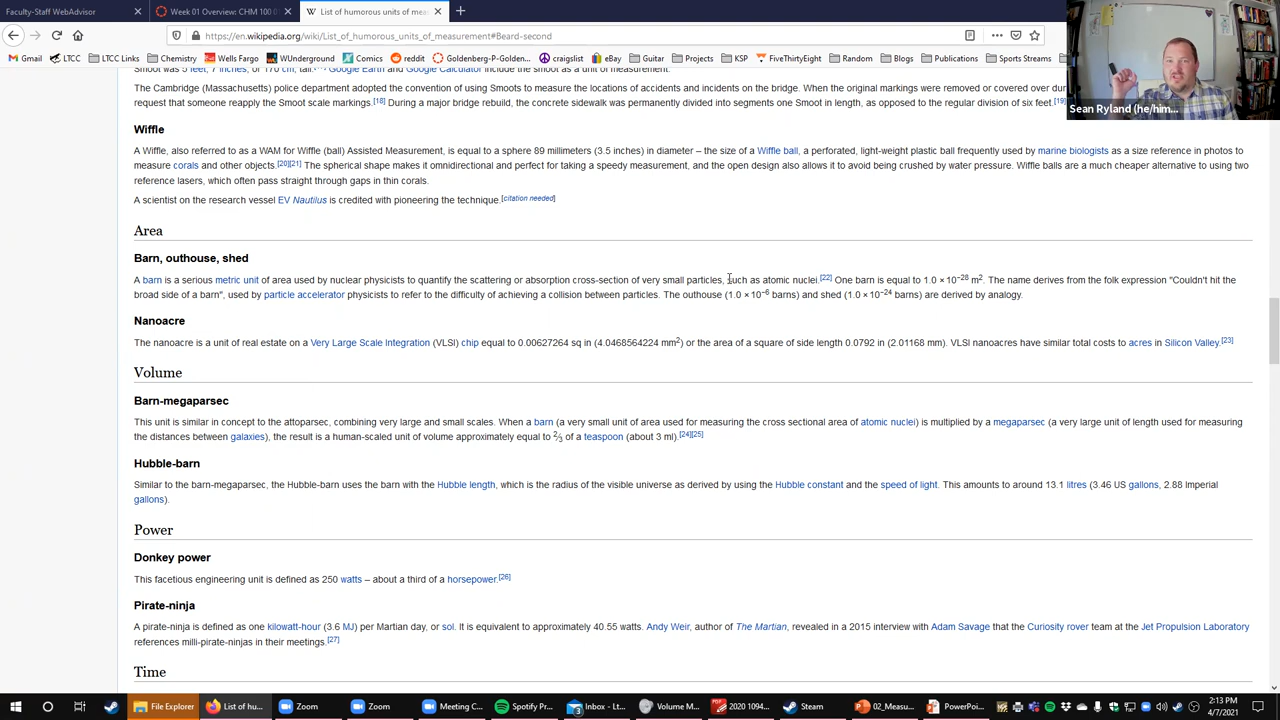 Faculty-Staff WebAdvisor
Week 01 Overview: CHM 100 0
List of humorous units of mea
https://en.wikipedia.org/wiki/List_of_humorous_units_of_measurement#Beard-second
Gmail LTCC LTCC Links Chemistry Wells Fargo WUnderground Comics reddit Goldenberg-P-Golden... craigslist eBay Guitar Projects KSP FiveThirtyEight Random Blogs Publications Sports Streams
Sean Ryland (he/him...
Smoot was 5 feet, 7 inches, or 170 cm, tall. Google Earth and Google Calculator include the smoot as a unit of measurement.
The Cambridge (Massachusetts) police department adopted the convention of using Smoots to measure the locations of accidents and incidents on the bridge. When the original markings were removed or covered over du
request that someone reapply the Smoot scale markings.[18] During a major bridge rebuild, the concrete sidewalk was permanently divided into segments one Smoot in length, as opposed to the regular division of six feet.[19]
Wiffle
A Wiffle, also referred to as a WAM for Wiffle (ball) Assisted Measurement, is equal to a sphere 89 millimeters (3.5 inches) in diameter – the size of a Wiffle ball, a perforated, light-weight plastic ball frequently used by marine biologists as a size reference in photos to
measure corals and other objects.[20][21] The spherical shape makes it omnidirectional and perfect for taking a speedy measurement, and the open design also allows it to avoid being crushed by water pressure. Wiffle balls are a much cheaper alternative to using two
reference lasers, which often pass straight through gaps in thin corals.
A scientist on the research vessel EV Nautilus is credited with pioneering the technique.[citation needed]
Area
Barn, outhouse, shed
A barn is a serious metric unit of area used by nuclear physicists to quantify the scattering or absorption cross-section of very small particles, such as atomic nuclei.[22] One barn is equal to 1.0 × 10−28 m2. The name derives from the folk expression "Couldn't hit the
broad side of a barn", used by particle accelerator physicists to refer to the difficulty of achieving a collision between particles. The outhouse (1.0 × 10−6 barns) and shed (1.0 × 10−24 barns) are derived by analogy.
Nanoacre
The nanoacre is a unit of real estate on a Very Large Scale Integration (VLSI) chip equal to 0.00627264 sq in (4.0468564224 mm2) or the area of a square of side length 0.0792 in (2.01168 mm). VLSI nanoacres have similar total costs to acres in Silicon Valley.[23]
Volume
Barn-megaparsec
This unit is similar in concept to the attoparsec, combining very large and small scales. When a barn (a very small unit of area used for measuring the cross sectional area of atomic nuclei) is multiplied by a megaparsec (a very large unit of length used for measuring
the distances between galaxies), the result is a human-scaled unit of volume approximately equal to 2⁄3 of a teaspoon (about 3 ml).[24][25]
Hubble-barn
Similar to the barn-megaparsec, the Hubble-barn uses the barn with the Hubble length, which is the radius of the visible universe as derived by using the Hubble constant and the speed of light. This amounts to around 13.1 litres (3.46 US gallons, 2.88 Imperial
gallons).
Power
Donkey power
This facetious engineering unit is defined as 250 watts – about a third of a horsepower.[26]
Pirate-ninja
A pirate-ninja is defined as one kilowatt-hour (3.6 MJ) per Martian day, or sol. It is equivalent to approximately 40.55 watts. Andy Weir, author of The Martian, revealed in a 2015 interview with Adam Savage that the Curiosity rover team at the Jet Propulsion Laboratory
references milli-pirate-ninjas in their meetings.[27]
Time
File Explorer List of hu... Zoom Zoom Meeting C... Spotify Pre... Inbox - Lt... Volume M... 2020 1094... Steam 02_Measu... PowerPoi...
2:13 PM
4/7/2021